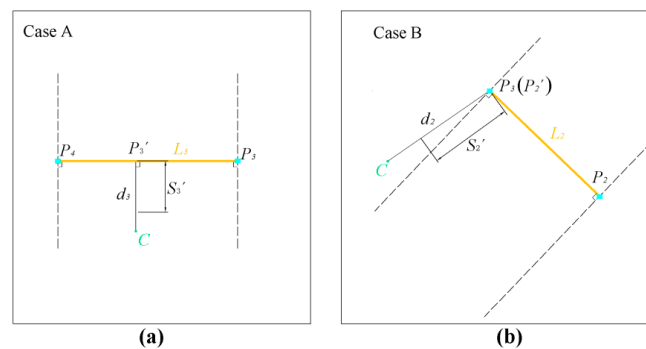 Case A
P₄
P₃′
L₃
P₃
d₃
S₃′
C
(a)
Case B
P₃(P₂′)
d₂
S₂′
L₂
C
P₂
(b)